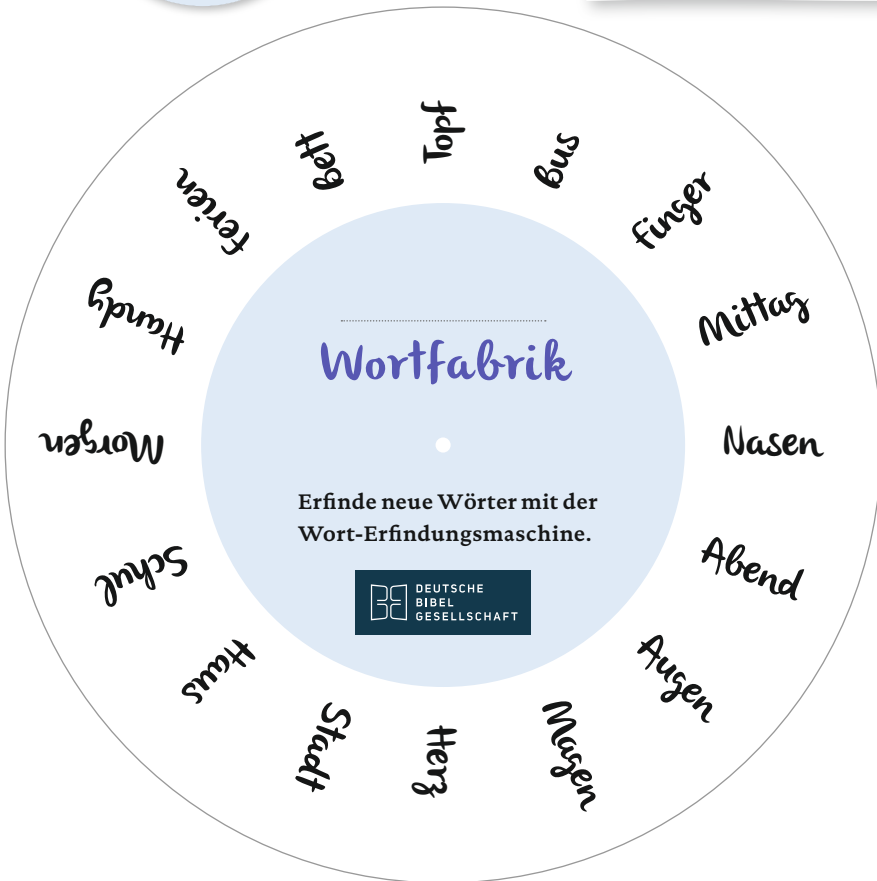 Topf
Bus
Finger
Mittag
Nasen
Abend
Augen
Magen
Herz
Stadt
Haus
Schul
Morgen
Handy
Ferien
Bett
Wortfabrik
Erfinde neue Wörter mit der
Wort-Erfindungsmaschine.
DEUTSCHE
BIBEL
GESELLSCHAFT